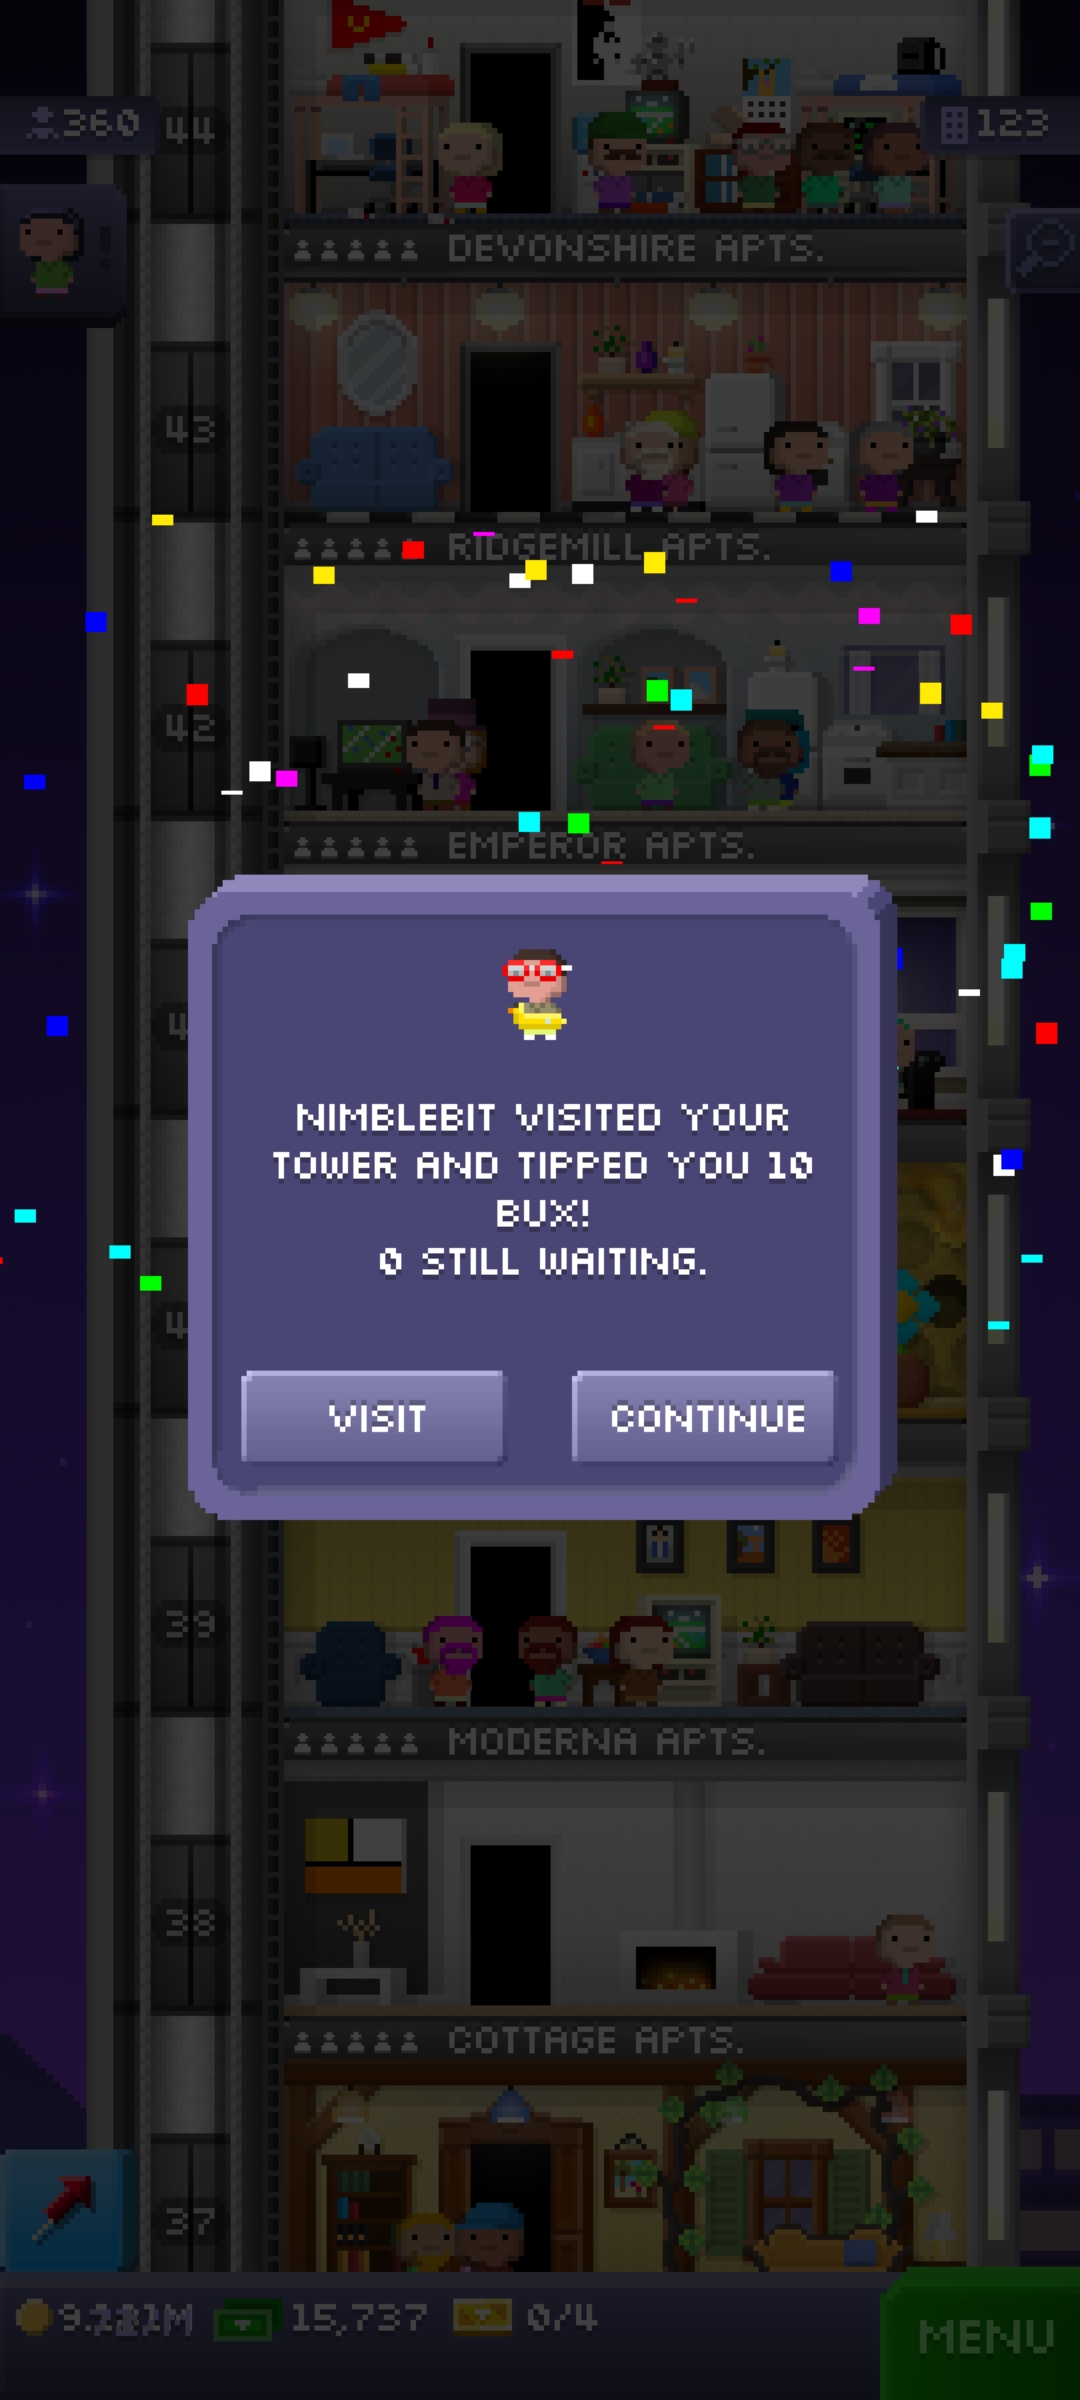 360
44
123
DEVONSHIRE APTS.
43
RIDGEMILL APTS.
42
EMPEROR APTS.
NIMBLEBIT VISITED YOUR
TOWER AND TIPPED YOU 10
BUX!
0 STILL WAITING.
VISIT
CONTINUE
39
MODERNA APTS.
38
COTTAGE APTS.
37
15,737
0/4
MENU